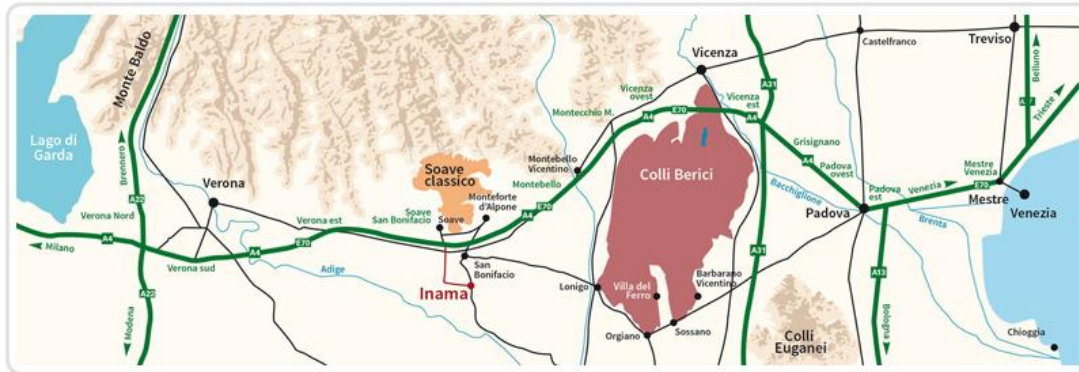 Lago di
Garda
Monte Baldo
Brennero
A22
Verona Nord
A4
Milano
A22
Modena
Verona
Verona sud
A4
E70
Verona est
Adige
Soave
classico
Soave
San Bonifacio
Soave
Monteforte
d'Alpone
San
Bonifacio
Inama
A4
E70
Montebello
Montebello
Vicentino
Montecchio M.
Vicenza
ovest
A4
E70
Vicenza
Vicenza
est
A4
A31
Colli Berici
Lonigo
Villa del
Ferro
Barbarano
Vicentino
Orgiano
Sossano
A31
Bacchiglione
Grisignano
A4
Padova
ovest
Padova
est
Padova
Colli
Euganei
A13
Bologna
Brenta
Venezia
E70
Mestre
Venezia
Mestre
Venezia
Castelfranco
Treviso
Belluno
Trieste
Chioggia